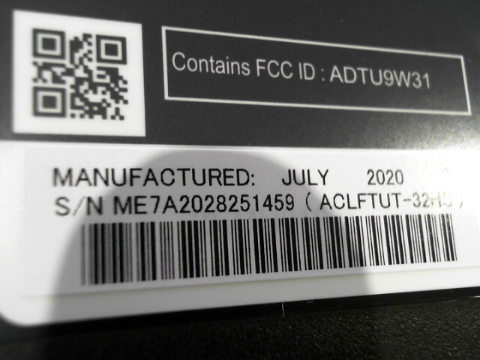 Contains FCC ID : ADTU9W31
MANUFACTURED: JULY 2020
S/N ME7A2028251459